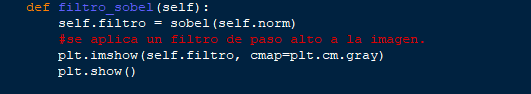 def filtro_sobel(self):
    self.filtro = sobel(self.norm)
    #se aplica un filtro de paso alto a la imagen.
    plt.imshow(self.filtro, cmap=plt.cm.gray)
    plt.show()